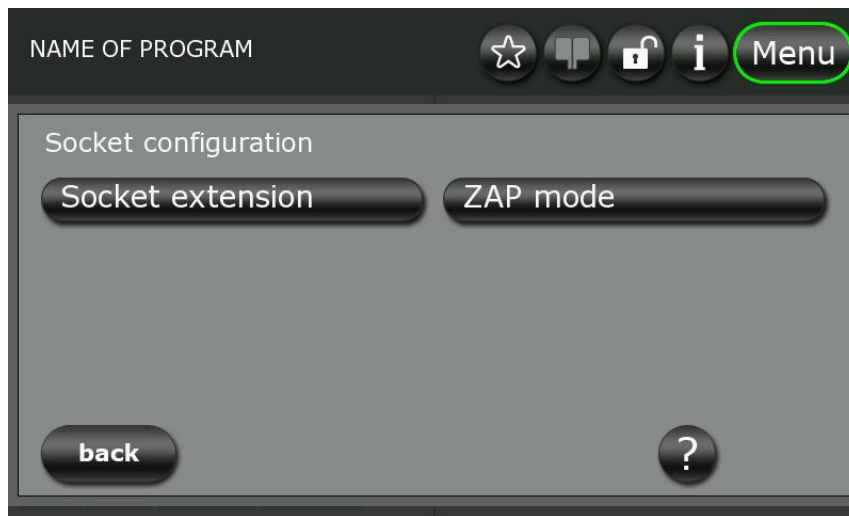 NAME OF PROGRAM
i
Menu
Socket configuration
Socket extension
ZAP mode
back
?